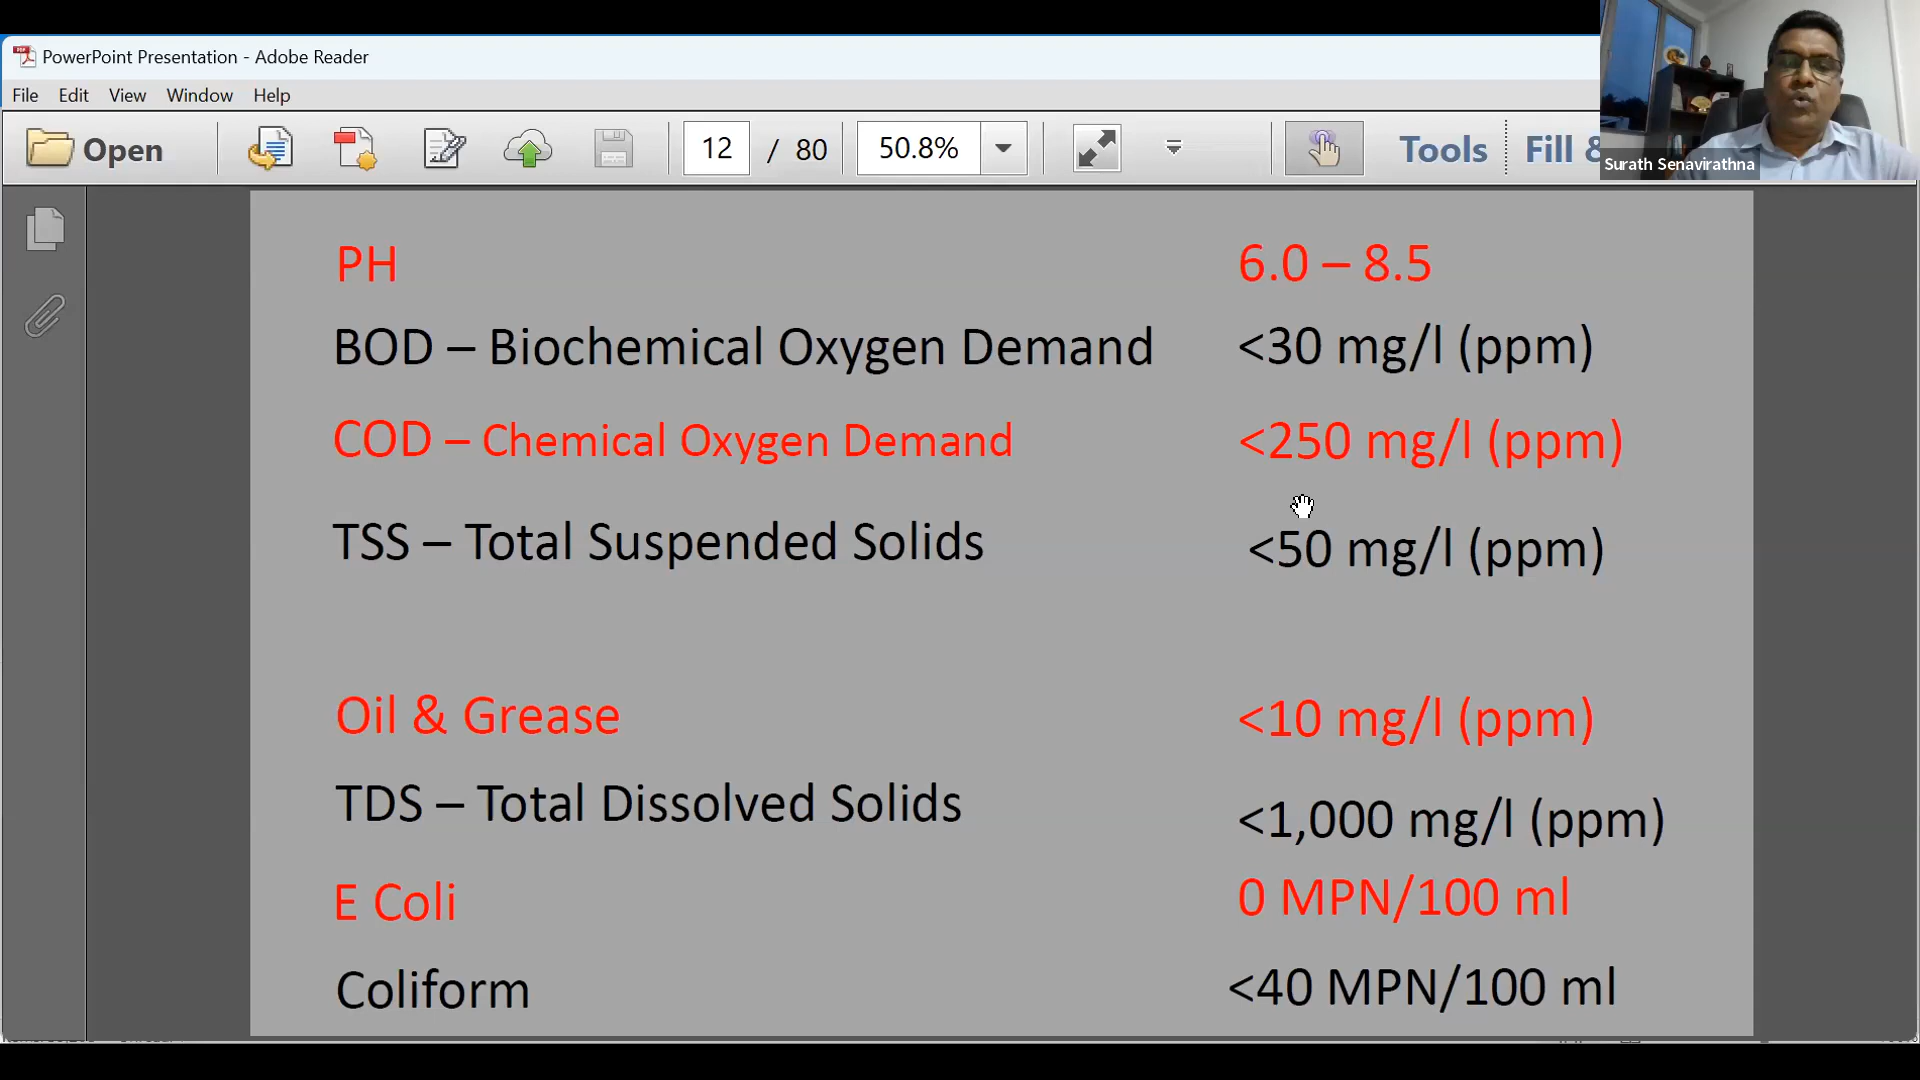 PowerPoint Presentation - Adobe Reader
File Edit View Window Help
Open 12 / 80 50.8% Tools Fill &
Surath Senavirathna
PH 6.0 – 8.5
BOD – Biochemical Oxygen Demand <30 mg/l (ppm)
COD – Chemical Oxygen Demand <250 mg/l (ppm)
TSS – Total Suspended Solids <50 mg/l (ppm)
Oil & Grease <10 mg/l (ppm)
TDS – Total Dissolved Solids <1,000 mg/l (ppm)
E Coli 0 MPN/100 ml
Coliform <40 MPN/100 ml